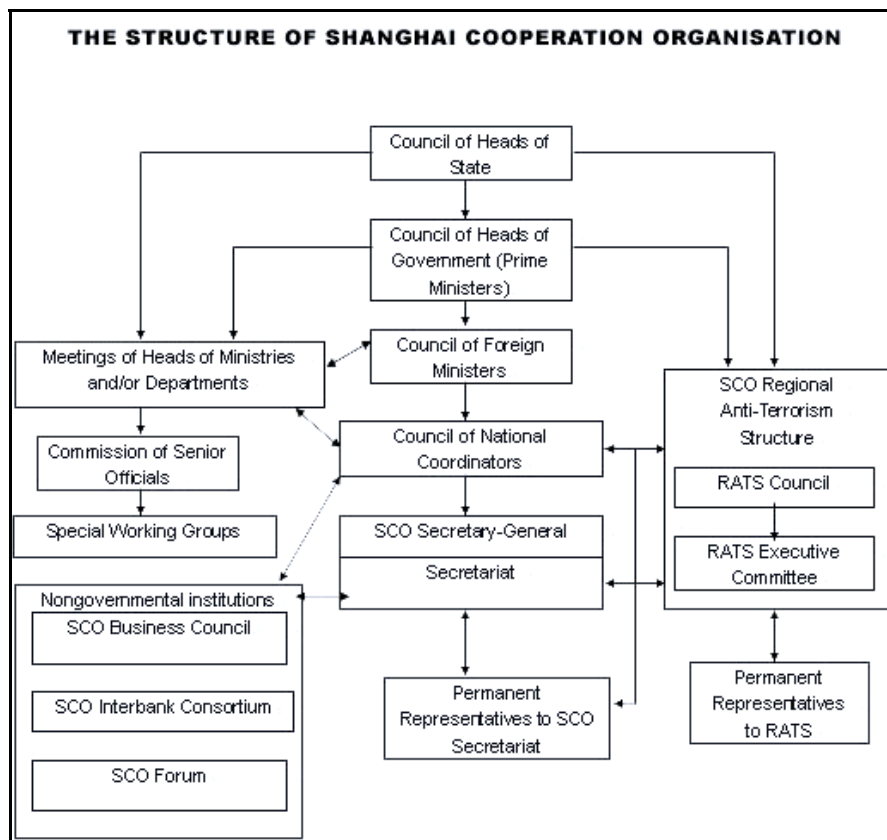 THE STRUCTURE OF SHANGHAI COOPERATION ORGANISATION
Council of Heads of
State
Council of Heads of
Government (Prime
Ministers)
Meetings of Heads of Ministries
and/or Departments
Council of Foreign
Ministers
SCO Regional
Anti-Terrorism
Structure
Commission of Senior
Officials
Council of National
Coordinators
RATS Council
Special Working Groups
SCO Secretary-General
Secretariat
RATS Executive
Committee
Nongovernmental institutions
SCO Business Council
SCO Interbank Consortium
SCO Forum
Permanent
Representatives to SCO
Secretariat
Permanent
Representatives
to RATS